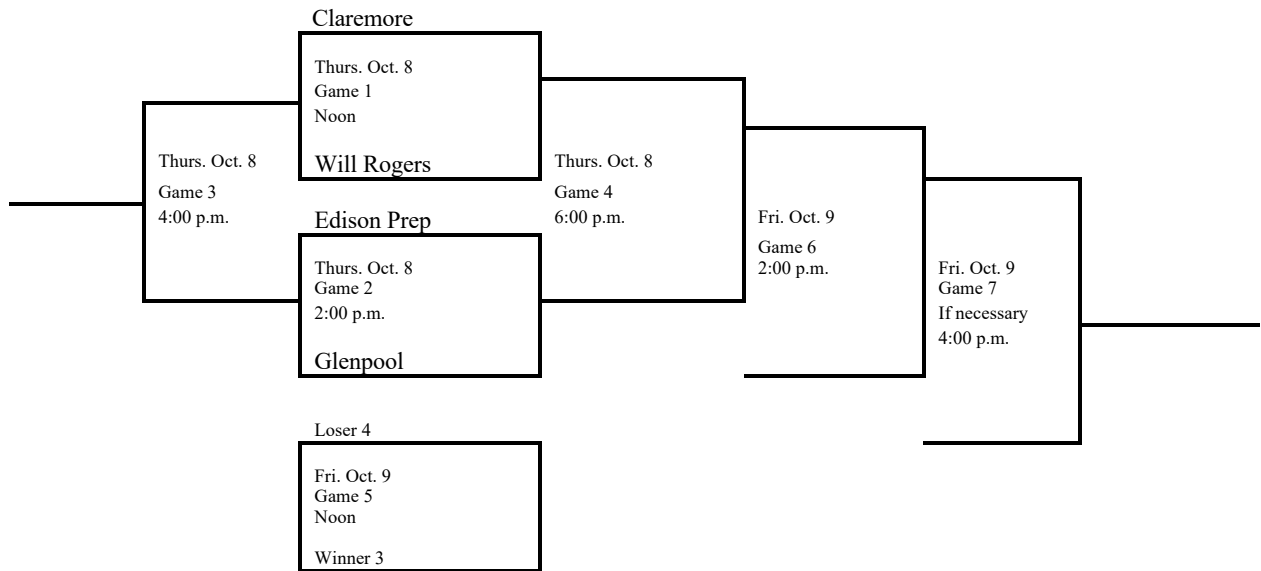 Claremore
Thurs. Oct. 8
Game 1
Noon
Will Rogers
Thurs. Oct. 8
Game 3
4:00 p.m.
Thurs. Oct. 8
Game 4
6:00 p.m.
Edison Prep
Thurs. Oct. 8
Game 2
2:00 p.m.
Glenpool
Fri. Oct. 9
Game 6
2:00 p.m.
Fri. Oct. 9
Game 7
If necessary
4:00 p.m.
Loser 4
Fri. Oct. 9
Game 5
Noon
Winner 3